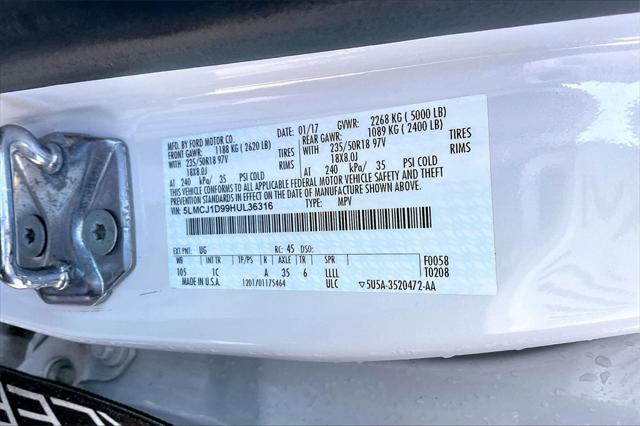 MFD. BY FORD MOTOR CO.
DATE: 01/17 GVWR: 2268 KG ( 5000 LB)
FRONT GAWR: 1188 KG ( 2620 LB) REAR GAWR: 1089 KG ( 2400 LB)
WITH 235/50R18 97V TIRES WITH 235/50R18 97V TIRES
18X8.0J RIMS 18X8.0J RIMS
AT 240 kPa/ 35 PSI COLD AT 240 kPa/ 35 PSI COLD
THIS VEHICLE CONFORMS TO ALL APPLICABLE FEDERAL MOTOR VEHICLE SAFETY AND THEFT
PREVENTION STANDARDS IN EFFECT ON THE DATE OF MANUFACTURE SHOWN ABOVE.
VIN: 5LMCJ1D99HUL36316 TYPE: MPV
EXT PNT: UG RC: 45 DSO:
WB INT TR TP/PS R AXLE TR SPR F0058
105 1C A 35 6 LLLL T0208
MADE IN U.S.A. 1201/01175464 ULC 5U5A-3520472-AA